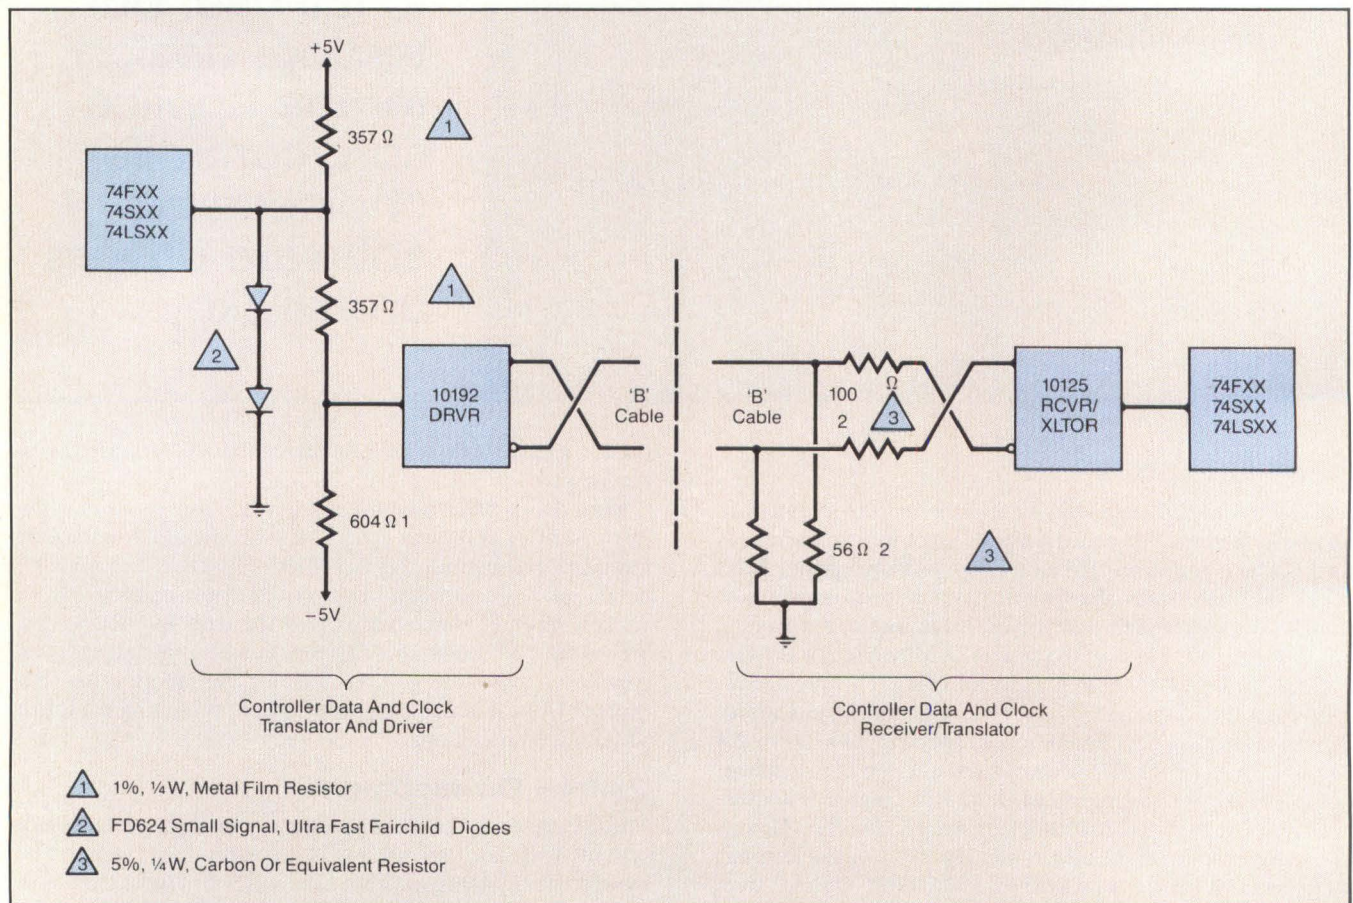 +5V
357 Ω
1
74FXX
74SXX
74LSXX
357 Ω
1
2
10192
DRVR
'B'
Cable
604 Ω 1
−5V
'B'
Cable
100 Ω
2
3
10125
RCVR/
XLTOR
74FXX
74SXX
74LSXX
56 Ω 2
3
Controller Data And Clock
Translator And Driver
Controller Data And Clock
Receiver/Translator
1 1%, ¼W, Metal Film Resistor
2 FD624 Small Signal, Ultra Fast Fairchild Diodes
3 5%, ¼W, Carbon Or Equivalent Resistor